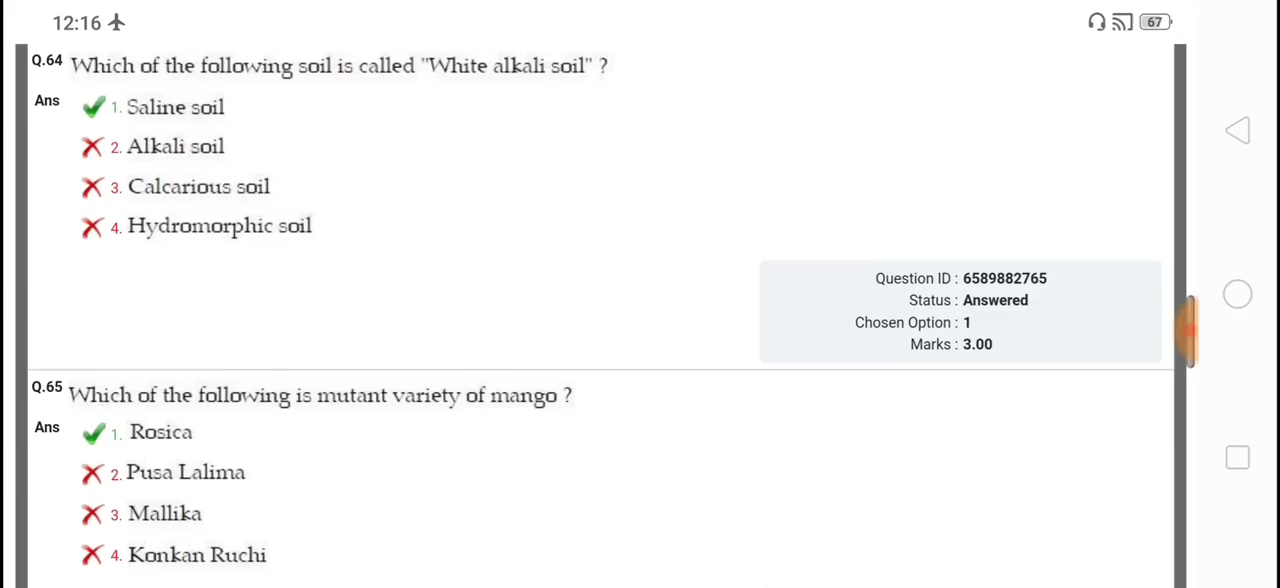 12:16
67
Q.64 Which of the following soil is called "White alkali soil" ?
Ans 1. Saline soil
2. Alkali soil
3. Calcarious soil
4. Hydromorphic soil
Question ID : 6589882765
Status : Answered
Chosen Option : 1
Marks : 3.00
Q.65 Which of the following is mutant variety of mango ?
Ans 1. Rosica
2. Pusa Lalima
3. Mallika
4. Konkan Ruchi